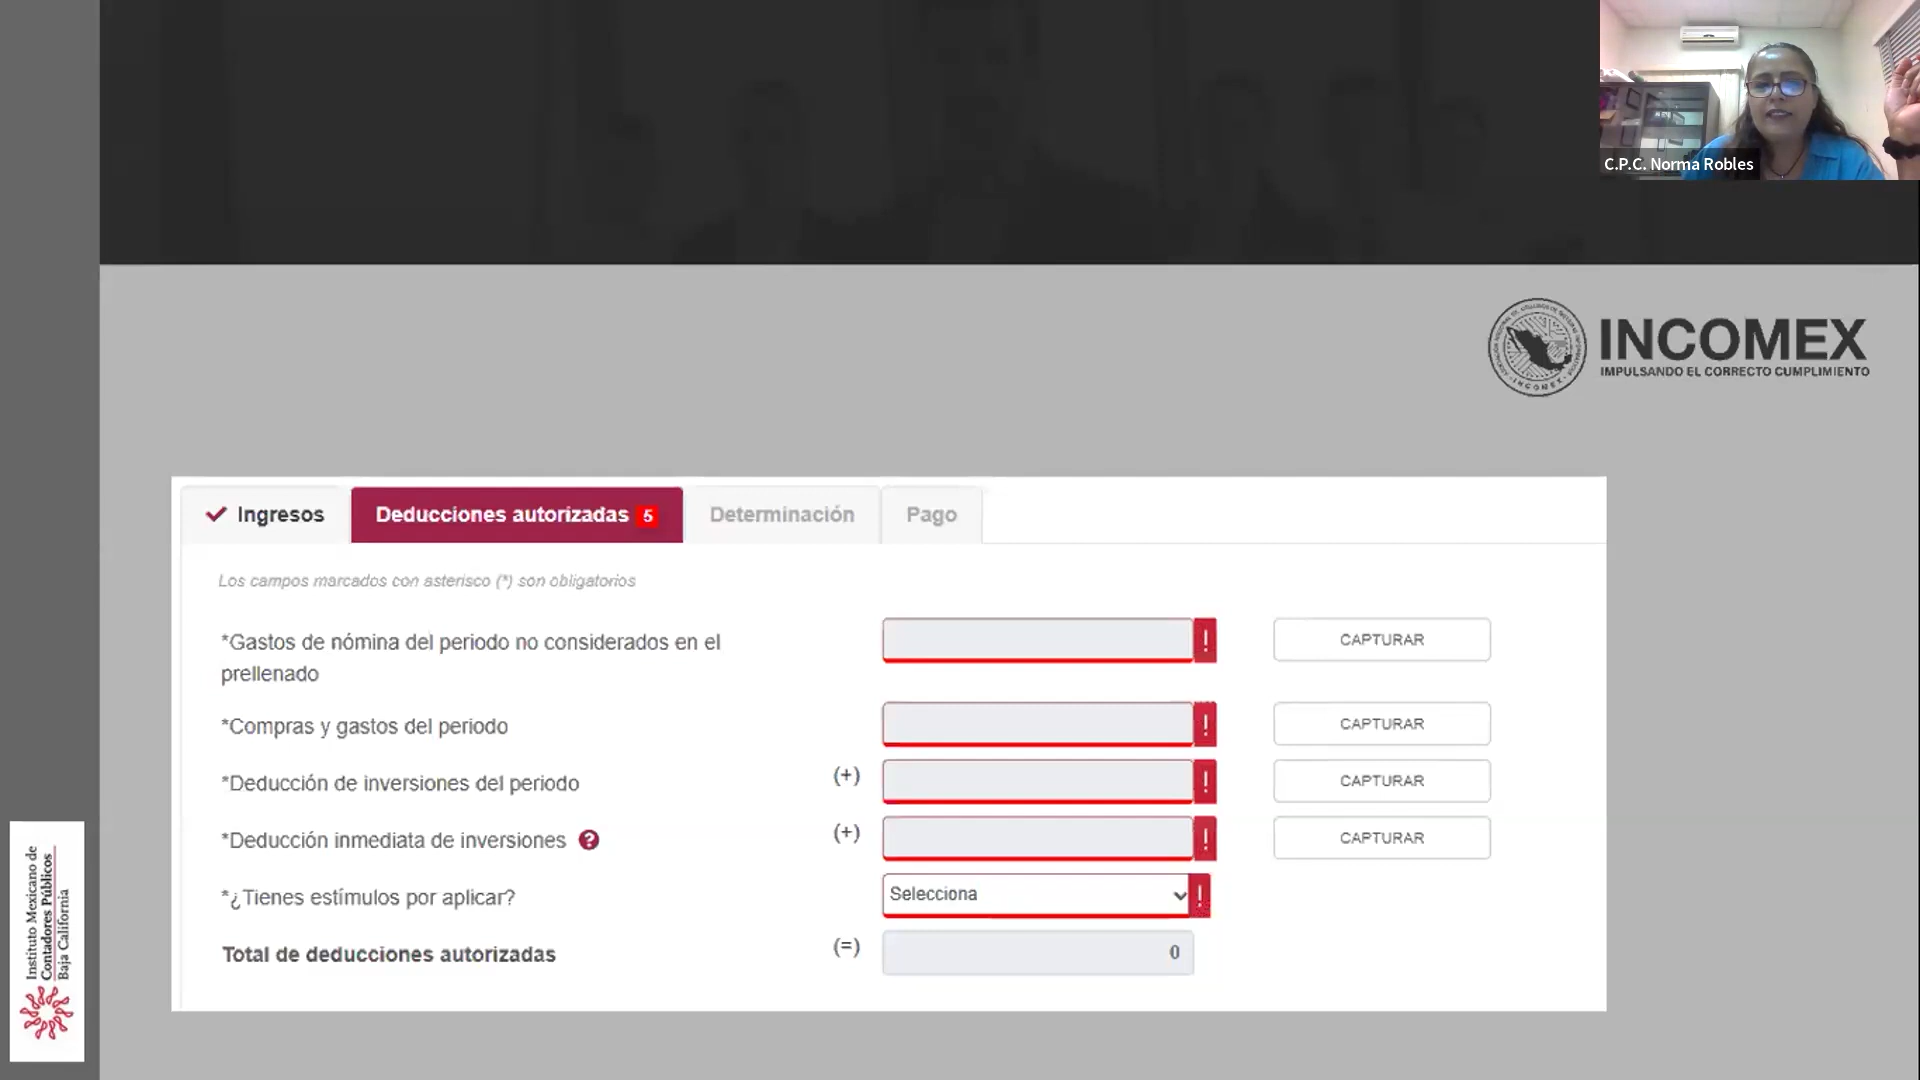 C.P.C. Norma Robles
INCOMEX
IMPULSANDO EL CORRECTO CUMPLIMIENTO
Ingresos
Deducciones autorizadas 5
Determinación
Pago
Los campos marcados con asterisco (*) son obligatorios
*Gastos de nómina del periodo no considerados en el
prellenado
! CAPTURAR
*Compras y gastos del periodo
! CAPTURAR
*Deducción de inversiones del periodo (+)
! CAPTURAR
*Deducción inmediata de inversiones ? (+)
! CAPTURAR
*¿Tienes estímulos por aplicar?
Selecciona !
Total de deducciones autorizadas (=) 0
Instituto Mexicano de
Contadores Públicos
Baja California